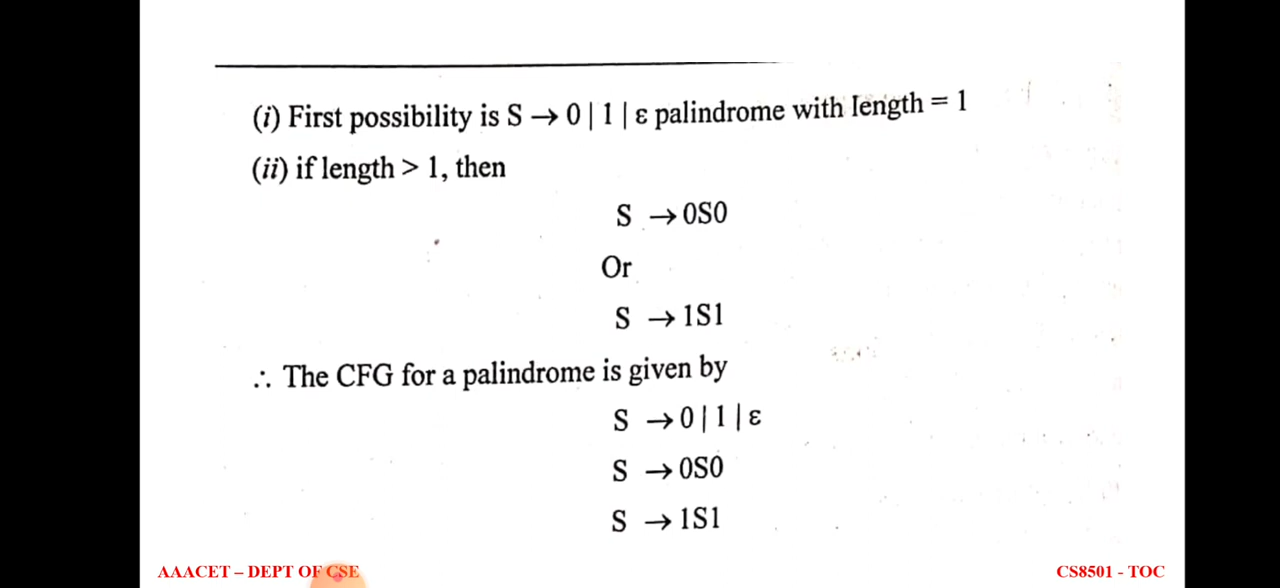 (i) First possibility is S → 0 | 1 | ε palindrome with length = 1
(ii) if length > 1, then
S → 0S0
Or
S → 1S1
∴ The CFG for a palindrome is given by
S → 0 | 1 | ε
S → 0S0
S → 1S1
AAACET – DEPT OF CSE
CS8501 - TOC